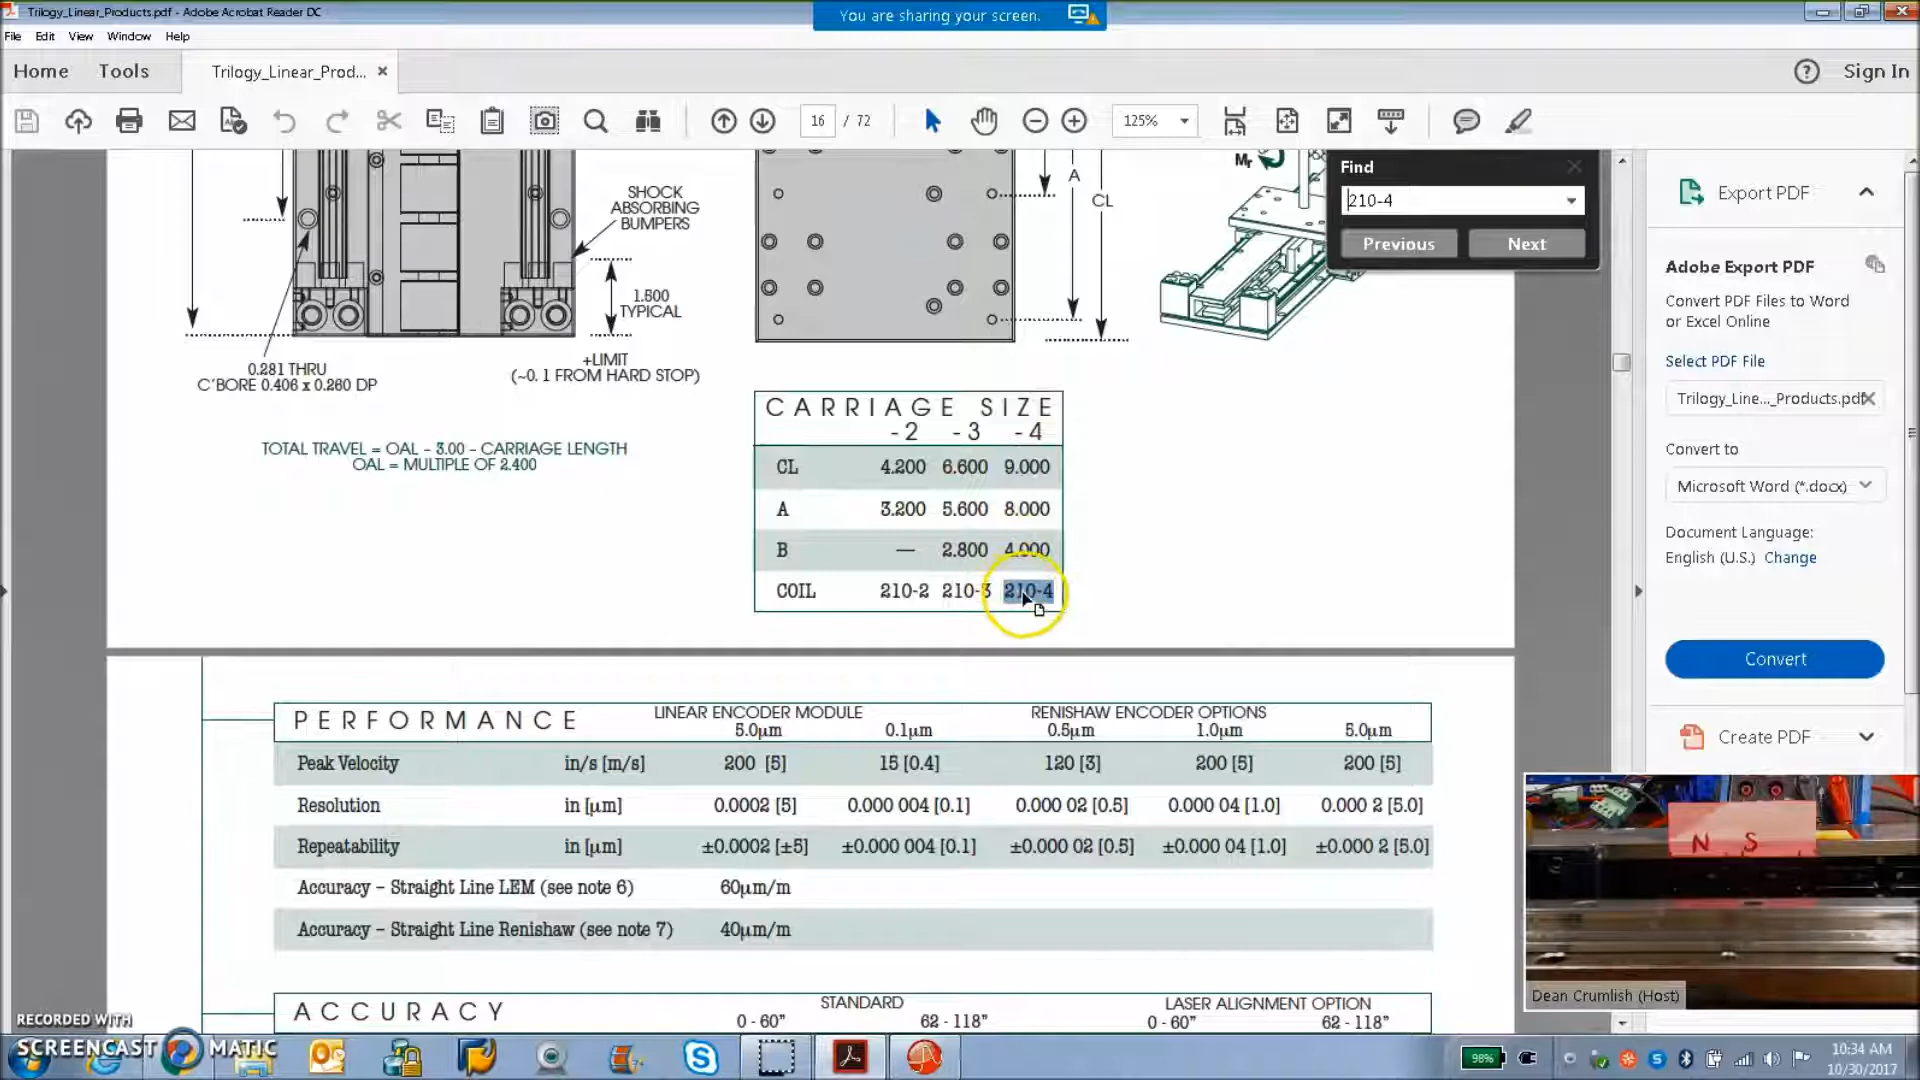 Trilogy_Linear_Products.pdf - Adobe Acrobat Reader DC
You are sharing your screen.
File Edit View Window Help
Home Tools Trilogy_Linear_Prod... Sign In
16 / 72 125%
Find
210-4
Previous Next
SHOCK
ABSORBING
BUMPERS
1.500
TYPICAL
A
CL
Mr
0.281 THRU
C'BORE 0.406 x 0.260 DP
+LIMIT
(~0. 1 FROM HARD STOP)
TOTAL TRAVEL = OAL - 3.00 - CARRIAGE LENGTH
OAL = MULTIPLE OF 2.400
CARRIAGE SIZE
-2 -3 -4
CL 4.200 6.600 9.000
A 3.200 5.600 8.000
B — 2.800 4.000
COIL 210-2 210-3 210-4
PERFORMANCE LINEAR ENCODER MODULE RENISHAW ENCODER OPTIONS
5.0µm 0.1µm 0.5µm 1.0µm 5.0µm
Peak Velocity in/s [m/s] 200 [5] 15 [0.4] 120 [3] 200 [5] 200 [5]
Resolution in [µm] 0.0002 [5] 0.000 004 [0.1] 0.000 02 [0.5] 0.000 04 [1.0] 0.000 2 [5.0]
Repeatability in [µm] ±0.0002 [±5] ±0.000 004 [0.1] ±0.000 02 [0.5] ±0.000 04 [1.0] ±0.000 2 [5.0]
Accuracy – Straight Line LEM (see note 6) 60µm/m
Accuracy – Straight Line Renishaw (see note 7) 40µm/m
ACCURACY STANDARD LASER ALIGNMENT OPTION
0 - 60" 62 - 118" 0 - 60" 62 - 118"
Export PDF
Adobe Export PDF
Convert PDF Files to Word
or Excel Online
Select PDF File
Trilogy_Line..._Products.pdf
Convert to
Microsoft Word (*.docx)
Document Language:
English (U.S.) Change
Convert
Create PDF
N S
Dean Crumlish (Host)
RECORDED WITH
SCREENCAST MATIC
98%
10:34 AM
10/30/2017